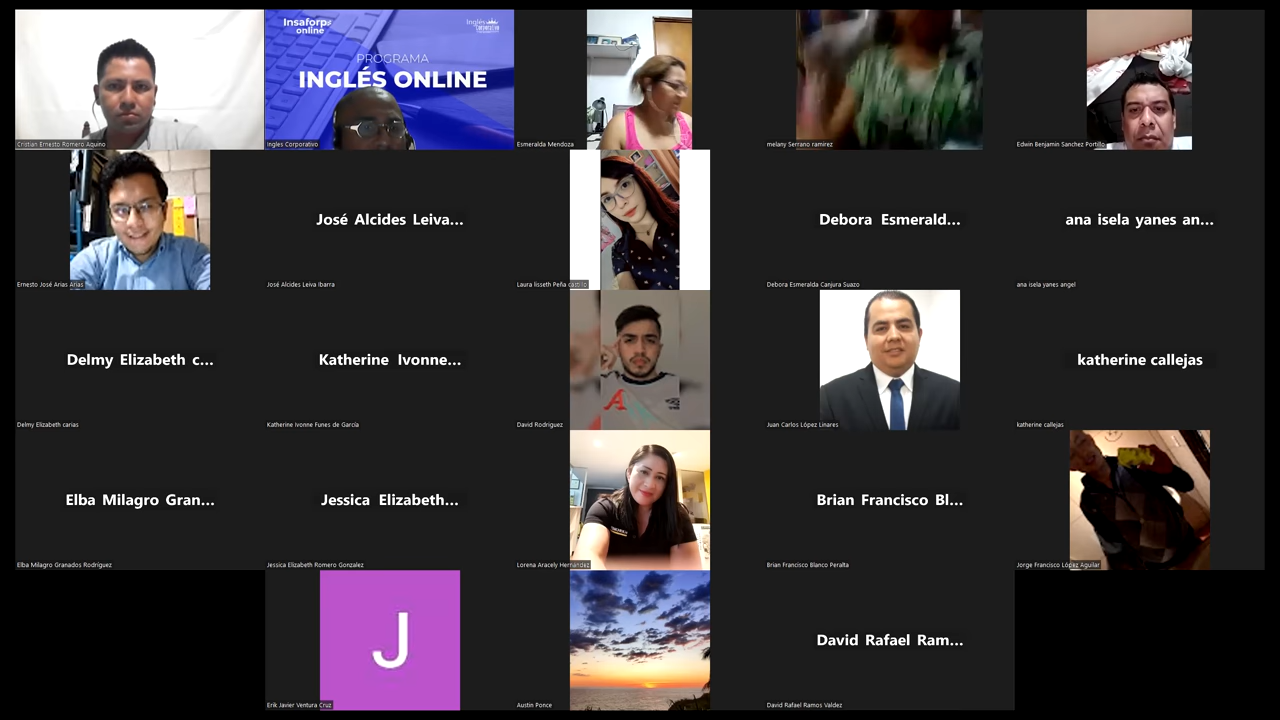 Insaforp
online
Inglés
Corporativo
PROGRAMA
INGLÉS ONLINE
Cristian Ernesto Romero Aquino
Ingles Corporativo
Esmeralda Mendoza
melany Serrano ramirez
Edwin Benjamin Sanchez Portillo
José Alcides Leiva...
Debora Esmerald...
ana isela yanes an...
Ernesto José Arias Arias
José Alcides Leiva Ibarra
Laura lisseth Peña castillo
Debora Esmeralda Canjura Suazo
ana isela yanes angel
Delmy Elizabeth c...
Katherine Ivonne...
katherine callejas
Delmy Elizabeth carias
Katherine Ivonne Funes de García
David Rodriguez
Juan Carlos López Linares
katherine callejas
Elba Milagro Gran...
Jessica Elizabeth...
Brian Francisco Bl...
Elba Milagro Granados Rodríguez
Jessica Elizabeth Romero Gonzalez
Lorena Aracely Hernández
Brian Francisco Blanco Peralta
Jorge Francisco López Aguilar
J
David Rafael Ram...
Erik Javier Ventura Cruz
Austin Ponce
David Rafael Ramos Valdez